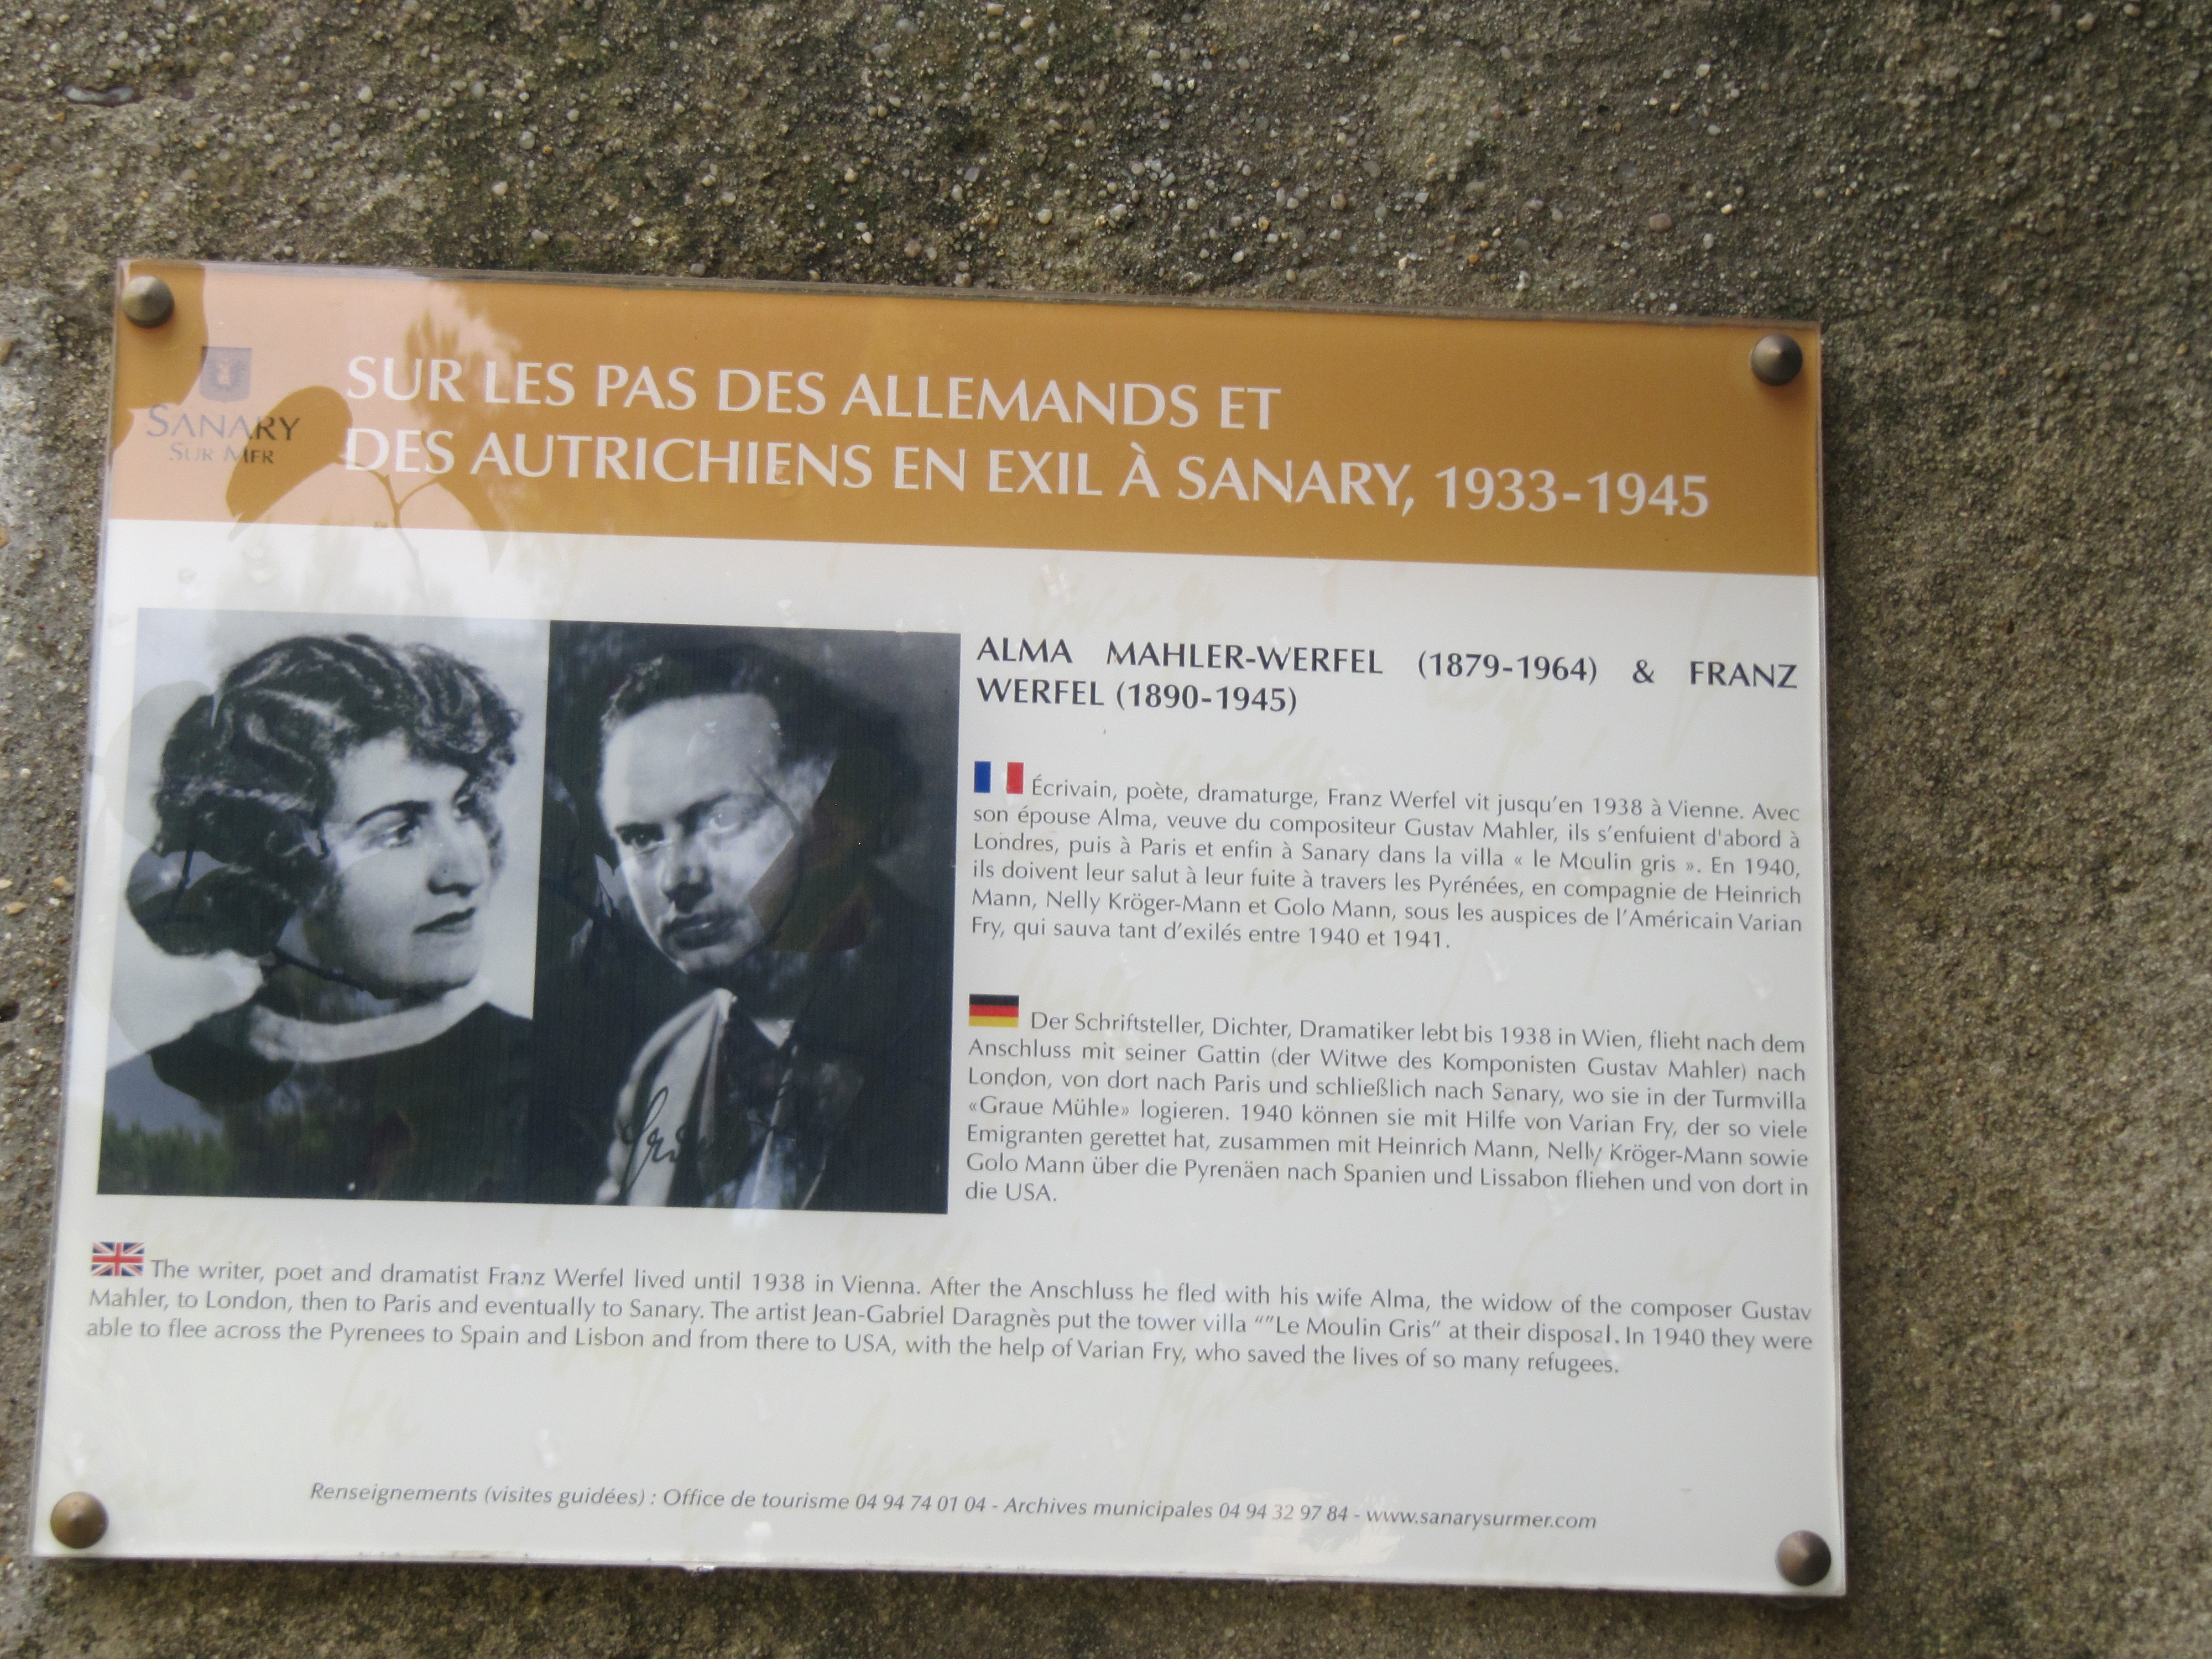 SANARY
SUR MER
SUR LES PAS DES ALLEMANDS ET
DES AUTRICHIENS EN EXIL À SANARY, 1933-1945
ALMA MAHLER-WERFEL (1879-1964) & FRANZ
WERFEL (1890-1945)
Écrivain, poète, dramaturge, Franz Werfel vit jusqu'en 1938 à Vienne. Avec
son épouse Alma, veuve du compositeur Gustav Mahler, ils s'enfuient d'abord à
Londres, puis à Paris et enfin à Sanary dans la villa « le Moulin gris ». En 1940,
ils doivent leur salut à leur fuite à travers les Pyrénées, en compagnie de Heinrich
Mann, Nelly Kröger-Mann et Golo Mann, sous les auspices de l'Américain Varian
Fry, qui sauva tant d'exilés entre 1940 et 1941.
Der Schriftsteller, Dichter, Dramatiker lebt bis 1938 in Wien, flieht nach dem
Anschluss mit seiner Gattin (der Witwe des Komponisten Gustav Mahler) nach
London, von dort nach Paris und schließlich nach Sanary, wo sie in der Turmvilla
«Graue Mühle» logieren. 1940 können sie mit Hilfe von Varian Fry, der so viele
Emigranten gerettet hat, zusammen mit Heinrich Mann, Nelly Kröger-Mann sowie
Golo Mann über die Pyrenäen nach Spanien und Lissabon fliehen und von dort in
die USA.
The writer, poet and dramatist Franz Werfel lived until 1938 in Vienna. After the Anschluss he fled with his wife Alma, the widow of the composer Gustav
Mahler, to London, then to Paris and eventually to Sanary. The artist Jean-Gabriel Daragnès put the tower villa “”Le Moulin Gris” at their disposal. In 1940 they were
able to flee across the Pyrenees to Spain and Lisbon and from there to USA, with the help of Varian Fry, who saved the lives of so many refugees.
Renseignements (visites guidées) : Office de tourisme 04 94 74 01 04 - Archives municipales 04 94 32 97 84 - www.sanarysurmer.com